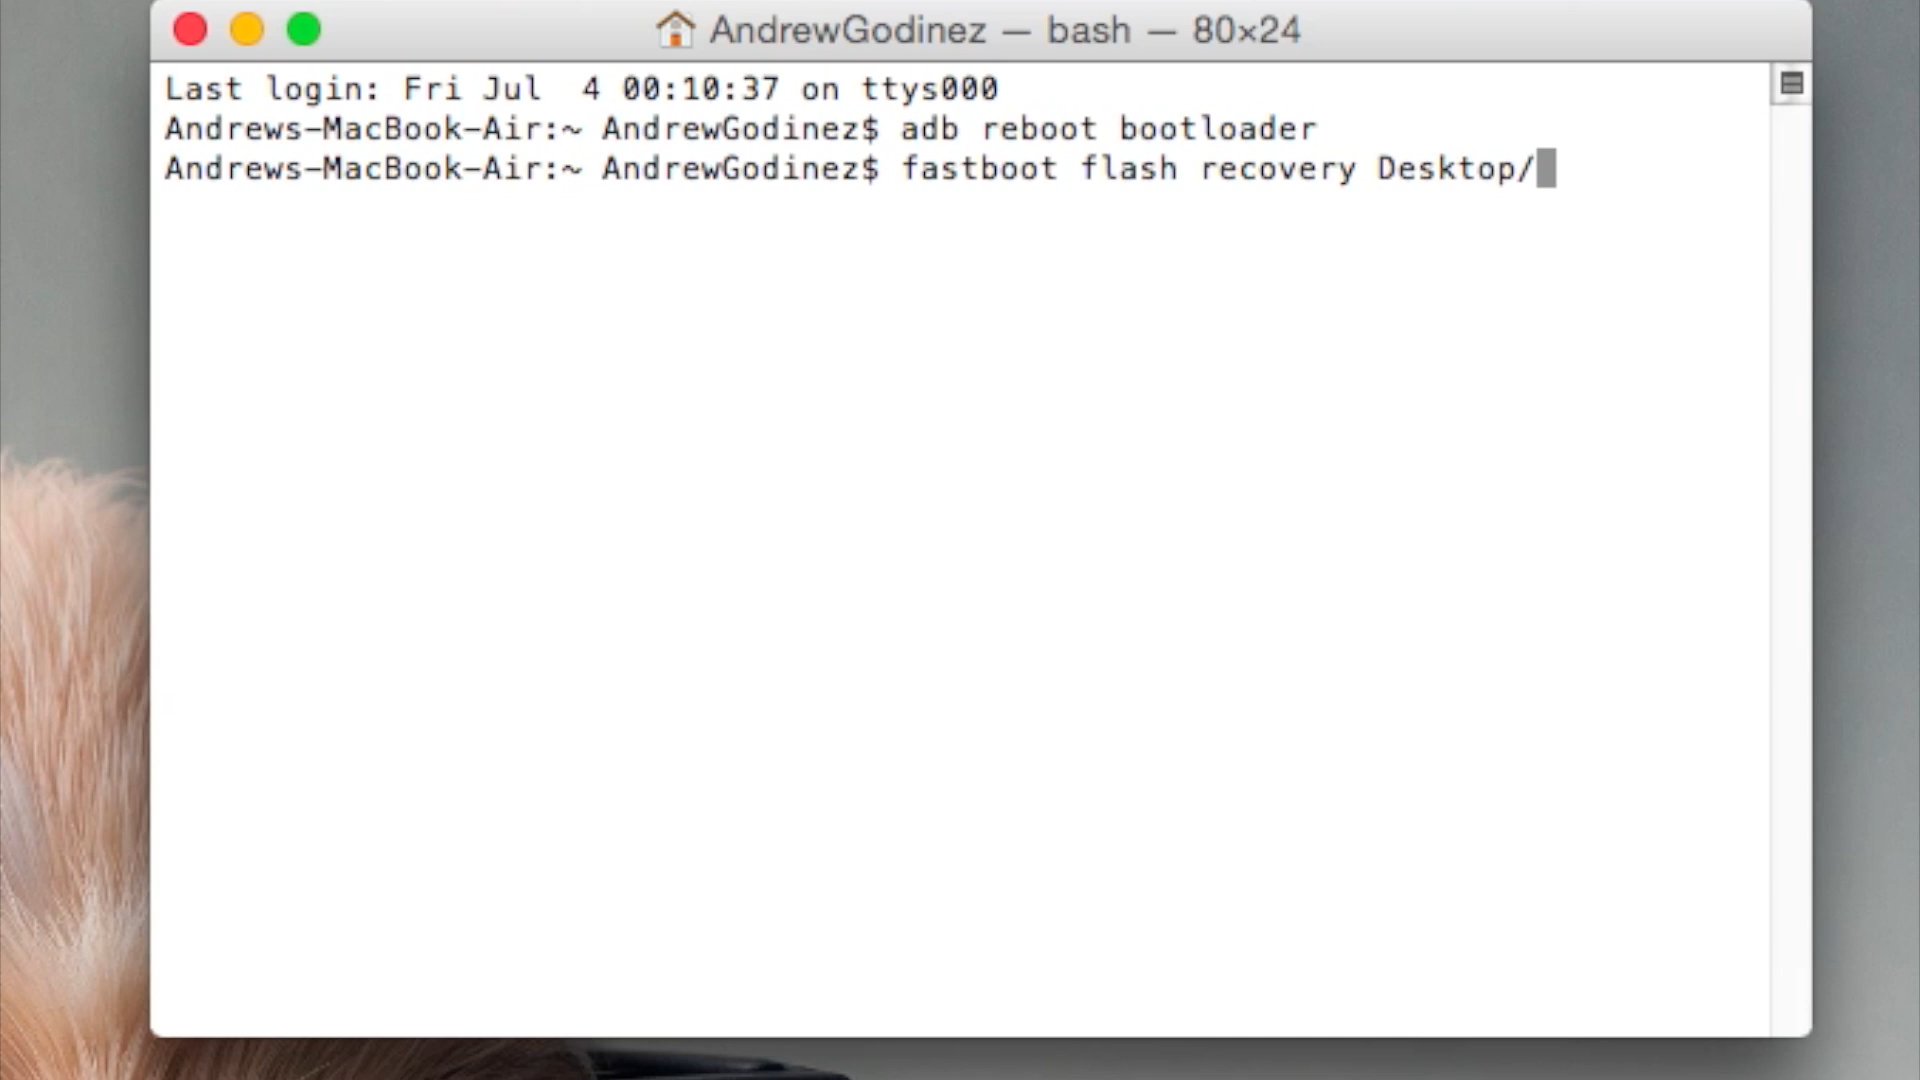 AndrewGodinez — bash — 80×24
Last login: Fri Jul  4 00:10:37 on ttys000
Andrews-MacBook-Air:~ AndrewGodinez$ adb reboot bootloader
Andrews-MacBook-Air:~ AndrewGodinez$ fastboot flash recovery Desktop/